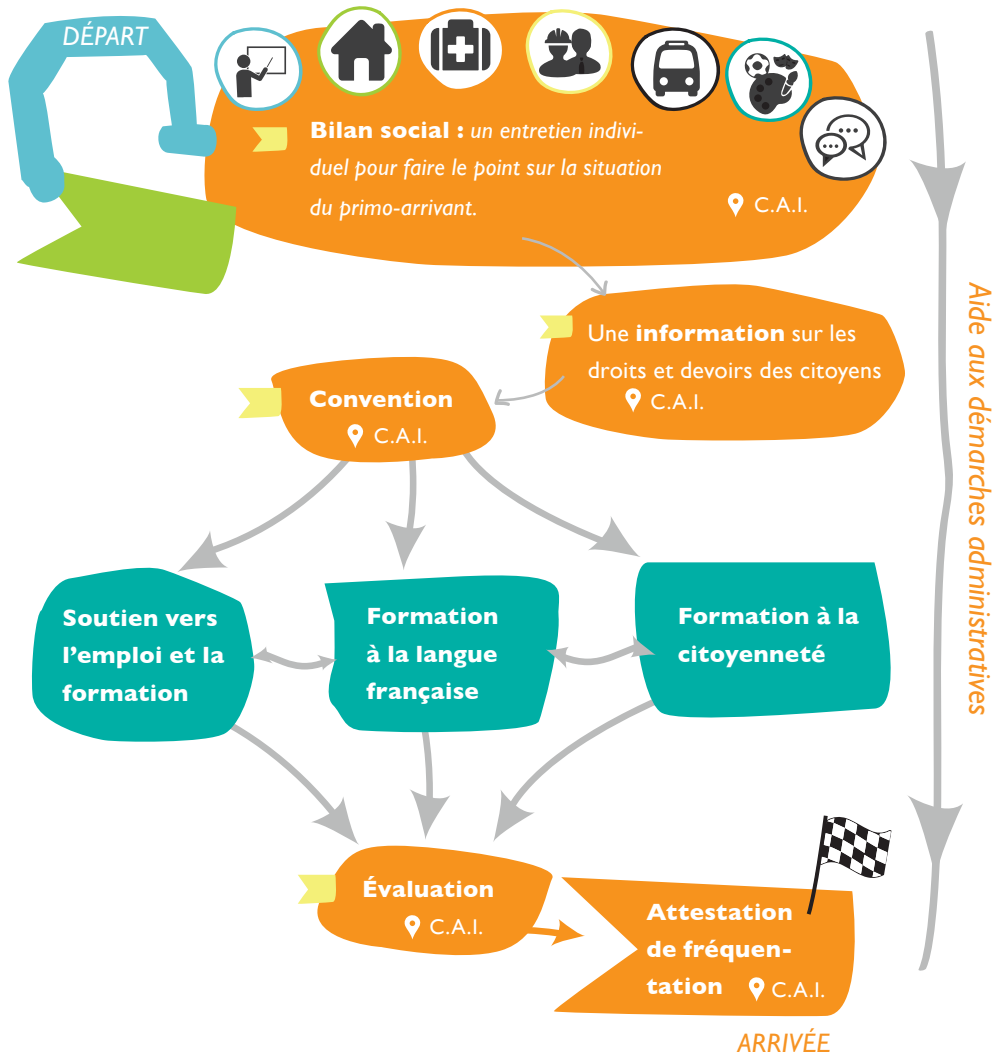 DÉPART
Bilan social : un entretien indivi-
duel pour faire le point sur la situation
du primo-arrivant.
C.A.I.
Une information sur les
droits et devoirs des citoyens
C.A.I.
Convention
C.A.I.
Aide aux démarches administratives
Soutien vers
l’emploi et la
formation
Formation
à la langue
française
Formation à la
citoyenneté
Évaluation
C.A.I.
Attestation
de fréquen-
tation C.A.I.
ARRIVÉE